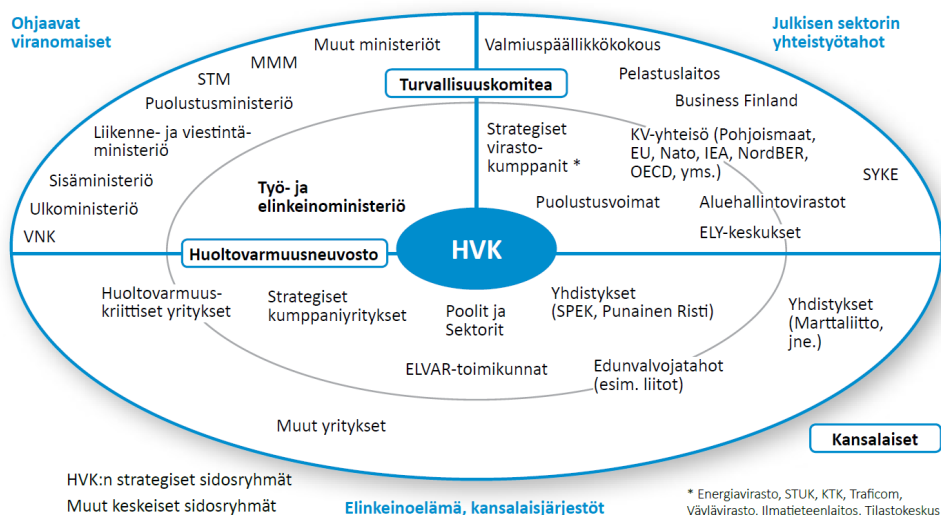 Ohjaavat
viranomaiset
Julkisen sektorin
yhteistyötahot
Muut ministeriöt
MMM
STM
Puolustusministeriö
Liikenne- ja viestintä-
ministeriö
Sisäministeriö
Ulkoministeriö
VNK
Työ- ja
elinkeinoministeriö
Turvallisuuskomitea
Valmiuspäällikkökokous
Pelastuslaitos
Business Finland
Strategiset
virasto-
kumppanit *
KV-yhteisö (Pohjoismaat,
EU, Nato, IEA, NordBER,
OECD, yms.)
SYKE
Puolustusvoimat
Aluehallintovirastot
ELY-keskukset
Huoltovarmuusneuvosto
HVK
Huoltovarmuus-
kriittiset yritykset
Strategiset
kumppaniyritykset
Poolit ja
Sektorit
Yhdistykset
(SPEK, Punainen Risti)
Yhdistykset
(Marttaliitto,
jne.)
ELVAR-toimikunnat
Edunvalvojatahot
(esim. liitot)
Muut yritykset
Kansalaiset
HVK:n strategiset sidosryhmät
Muut keskeiset sidosryhmät
Elinkeinoelämä, kansalaisjärjestöt
* Energiavirasto, STUK, KTK, Traficom,
Väylävirasto, Ilmatieteenlaitos, Tilastokeskus